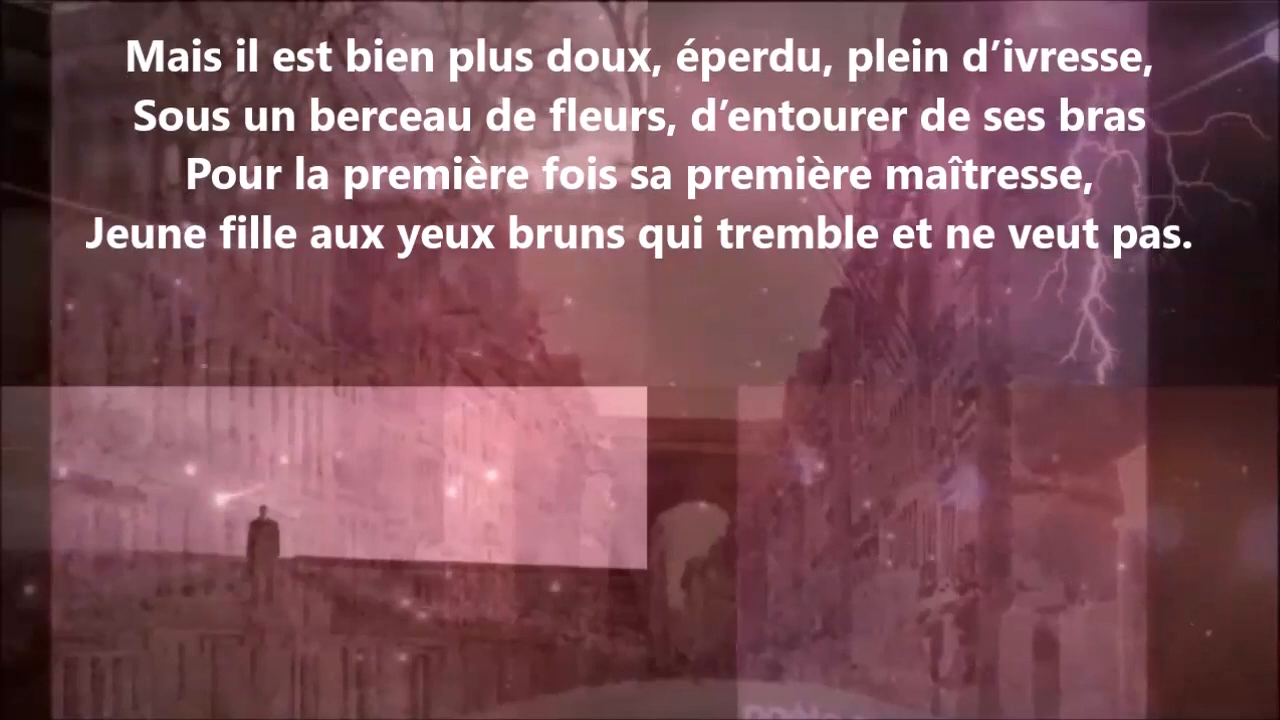 Mais il est bien plus doux, éperdu, plein d’ivresse,
Sous un berceau de fleurs, d’entourer de ses bras
Pour la première fois sa première maîtresse,
Jeune fille aux yeux bruns qui tremble et ne veut pas.